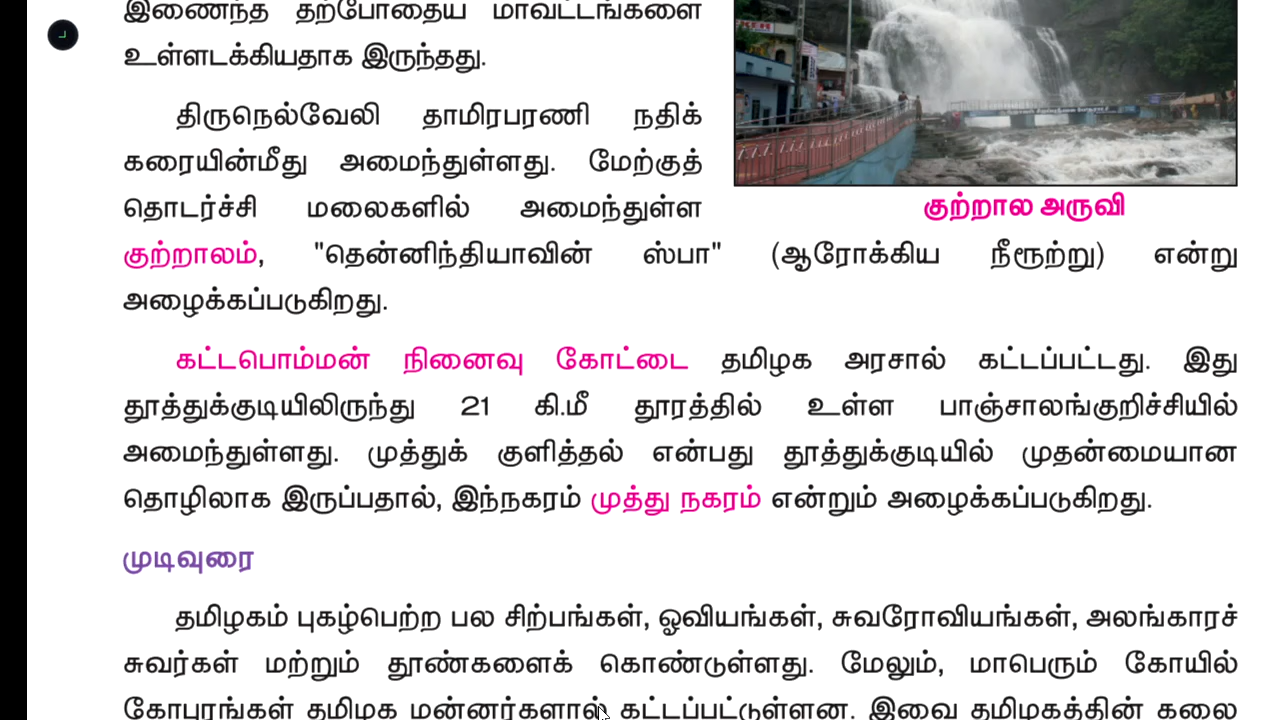 இணைந்த தற்போதைய மாவட்டங்களை
உள்ளடக்கியதாக இருந்தது.
திருநெல்வேலி தாமிரபரணி நதிக்
கரையின்மீது அமைந்துள்ளது. மேற்குத்
தொடர்ச்சி மலைகளில் அமைந்துள்ள
குற்றால அருவி
குற்றாலம், "தென்னிந்தியாவின் ஸ்பா" (ஆரோக்கிய நீரூற்று) என்று
அழைக்கப்படுகிறது.
கட்டபொம்மன் நினைவு கோட்டை தமிழக அரசால் கட்டப்பட்டது. இது
தூத்துக்குடியிலிருந்து 21 கி.மீ தூரத்தில் உள்ள பாஞ்சாலங்குறிச்சியில்
அமைந்துள்ளது. முத்துக் குளித்தல் என்பது தூத்துக்குடியில் முதன்மையான
தொழிலாக இருப்பதால், இந்நகரம் முத்து நகரம் என்றும் அழைக்கப்படுகிறது.
முடிவுரை
தமிழகம் புகழ்பெற்ற பல சிற்பங்கள், ஓவியங்கள், சுவரோவியங்கள், அலங்காரச்
சுவர்கள் மற்றும் தூண்களைக் கொண்டுள்ளது. மேலும், மாபெரும் கோயில்
கோபுரங்கள் தமிழக மன்னர்களால் கட்டப்பட்டுள்ளன. இவை தமிழகத்தின் கலை